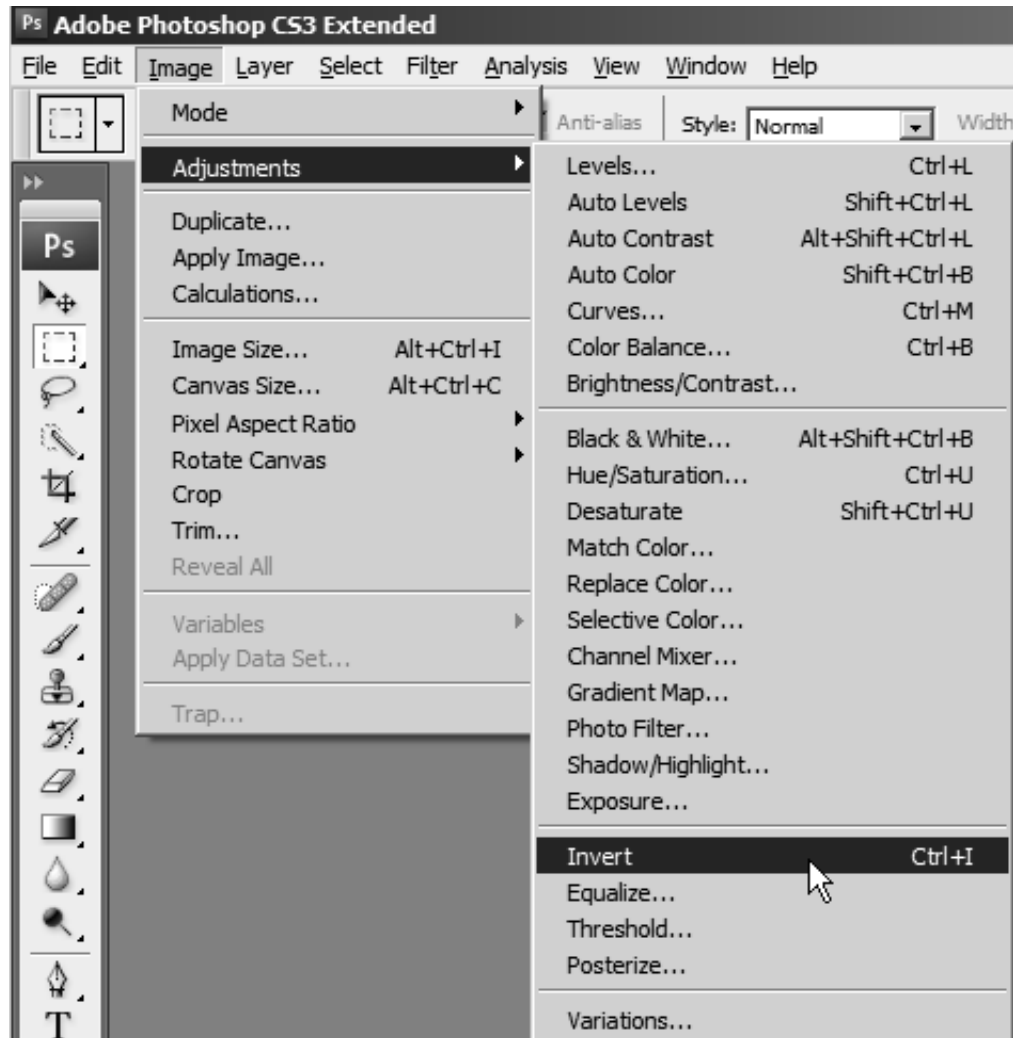 Ps Adobe Photoshop CS3 Extended
File Edit Image Layer Select Filter Analysis View Window Help
Anti-alias Style: Normal Width
Ps
T
Mode
Adjustments
Duplicate...
Apply Image...
Calculations...
Image Size... Alt+Ctrl+I
Canvas Size... Alt+Ctrl+C
Pixel Aspect Ratio
Rotate Canvas
Crop
Trim...
Reveal All
Variables
Apply Data Set...
Trap...
Levels... Ctrl+L
Auto Levels Shift+Ctrl+L
Auto Contrast Alt+Shift+Ctrl+L
Auto Color Shift+Ctrl+B
Curves... Ctrl+M
Color Balance... Ctrl+B
Brightness/Contrast...
Black & White... Alt+Shift+Ctrl+B
Hue/Saturation... Ctrl+U
Desaturate Shift+Ctrl+U
Match Color...
Replace Color...
Selective Color...
Channel Mixer...
Gradient Map...
Photo Filter...
Shadow/Highlight...
Exposure...
Invert Ctrl+I
Equalize...
Threshold...
Posterize...
Variations...